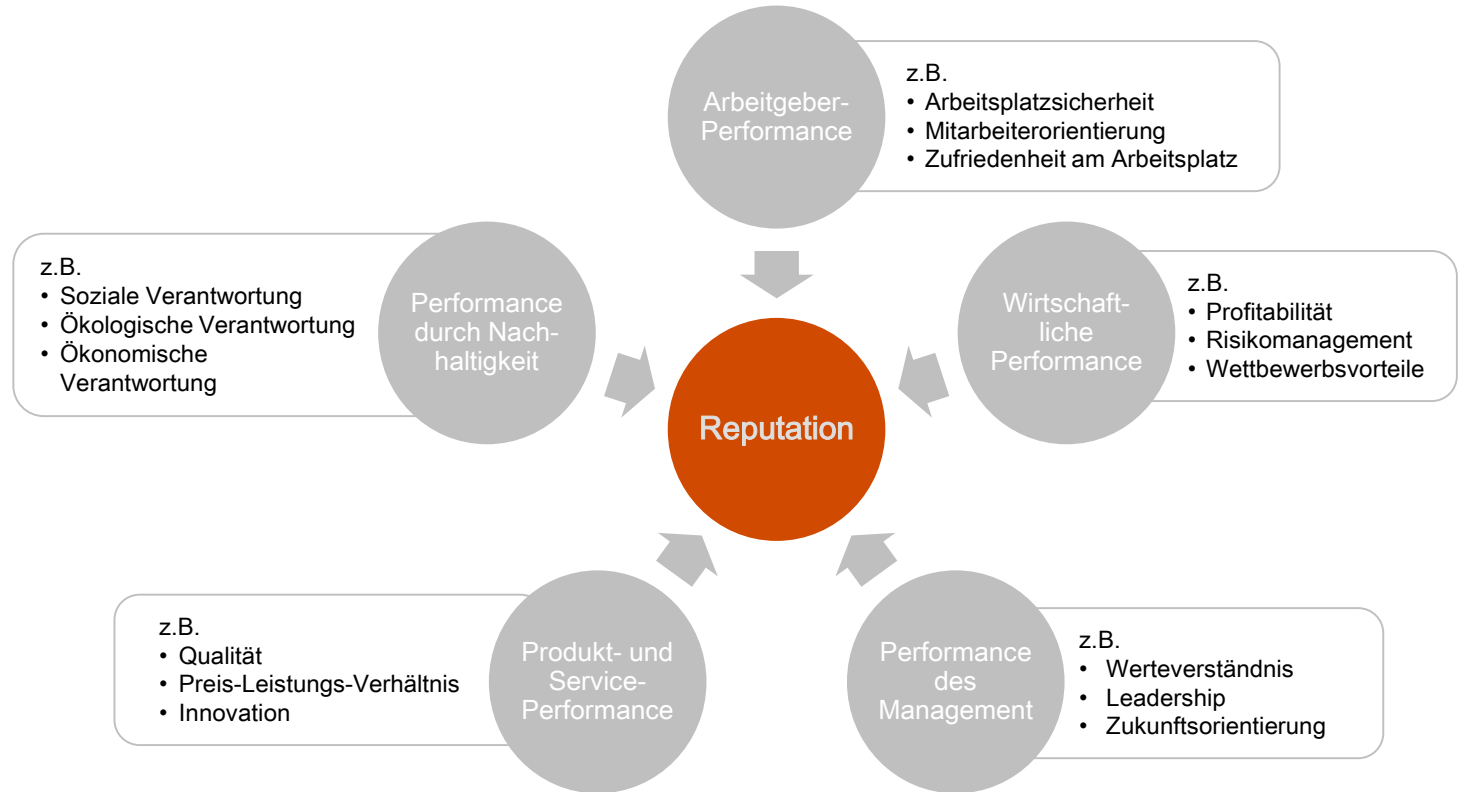 Arbeitgeber-
Performance
z.B.
• Arbeitsplatzsicherheit
• Mitarbeiterorientierung
• Zufriedenheit am Arbeitsplatz
z.B.
• Soziale Verantwortung
• Ökologische Verantwortung
• Ökonomische
Verantwortung
Performance
durch Nach-
haltigkeit
Wirtschaft-
liche
Performance
z.B.
• Profitabilität
• Risikomanagement
• Wettbewerbsvorteile
Reputation
z.B.
• Qualität
• Preis-Leistungs-Verhältnis
• Innovation
Produkt- und
Service-
Performance
Performance
des
Management
z.B.
• Werteverständnis
• Leadership
• Zukunftsorientierung